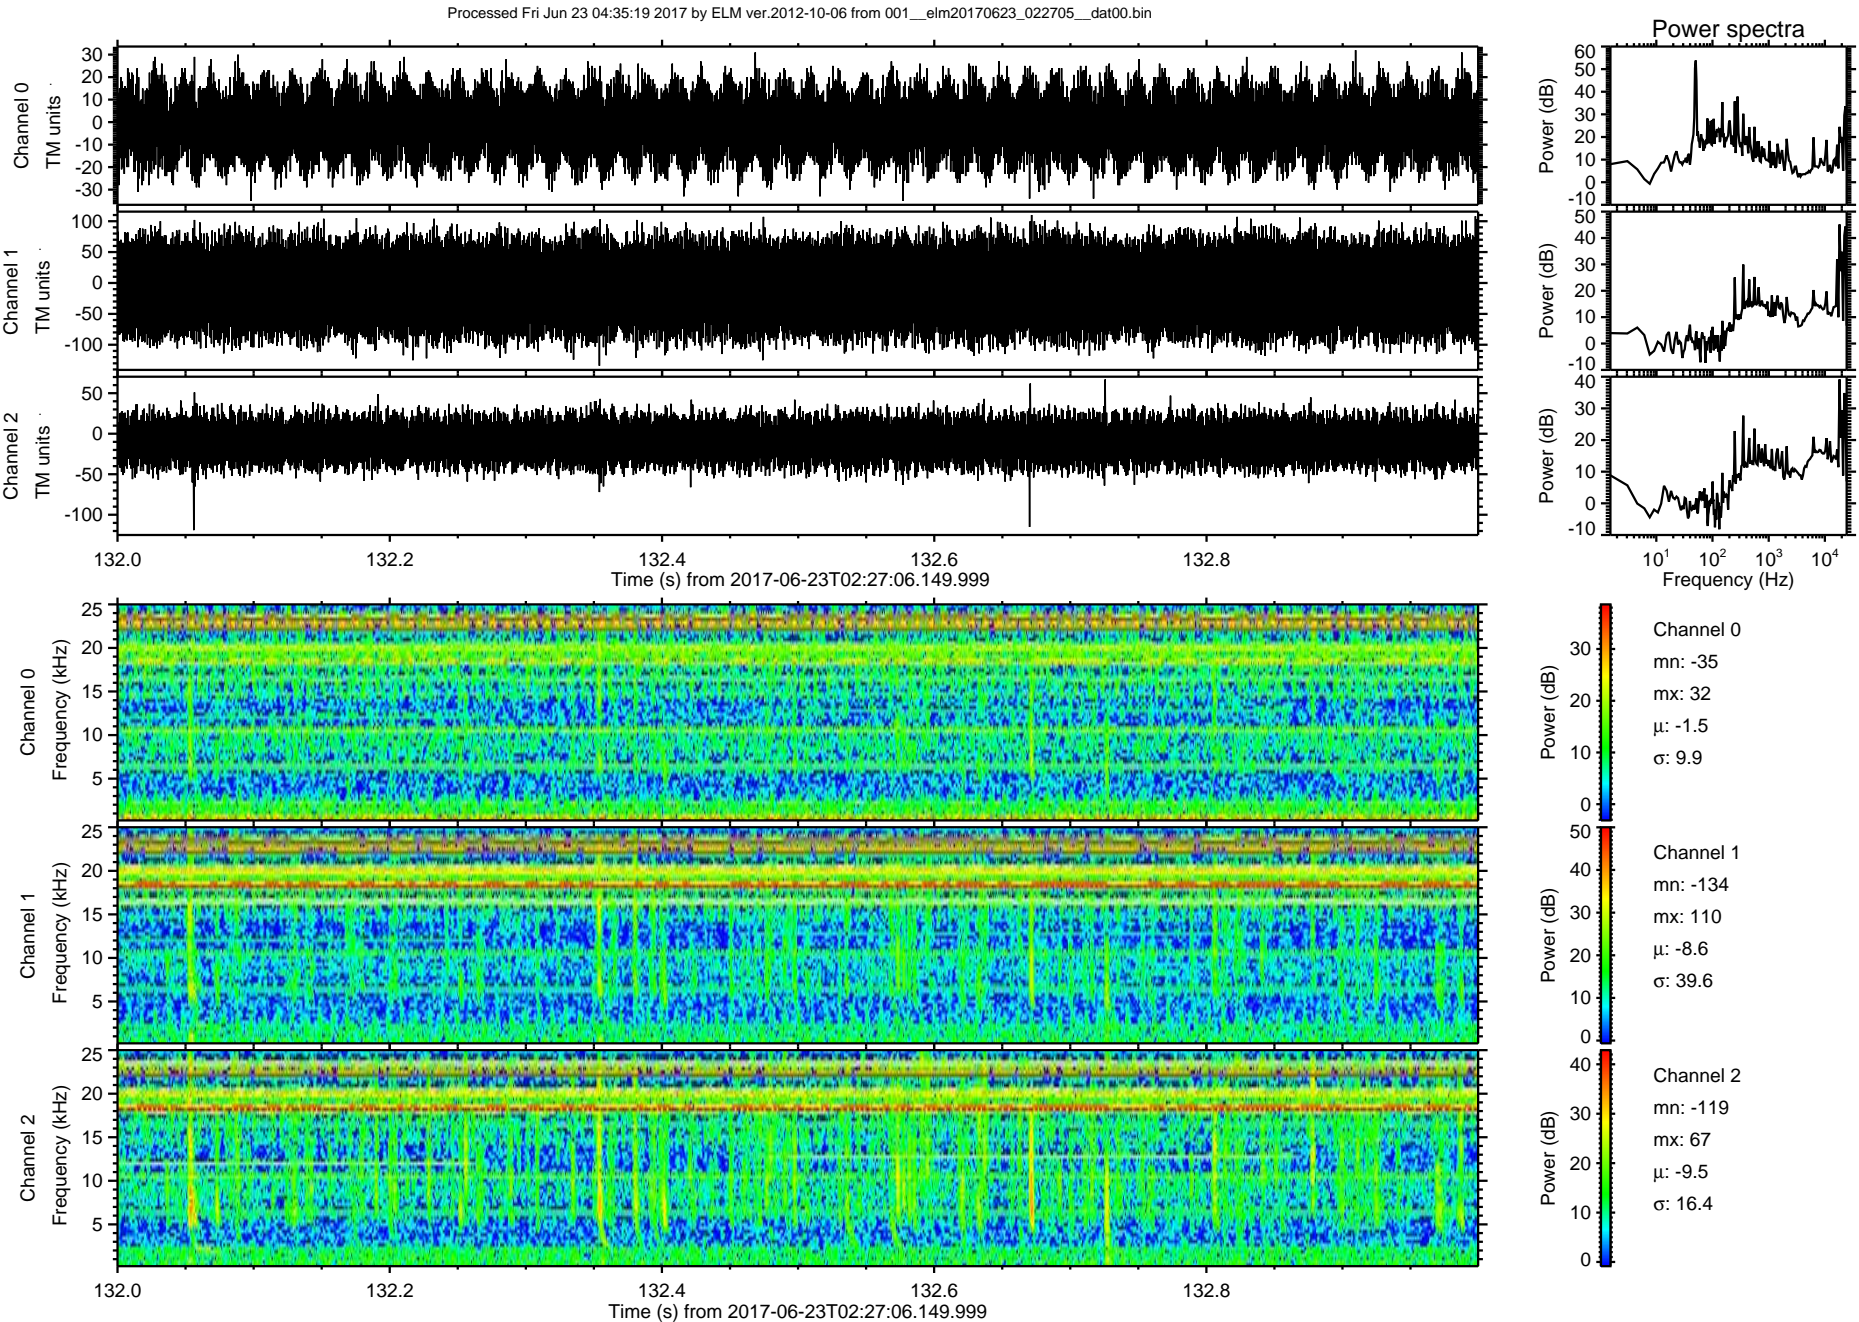 Processed Fri Jun 23 04:35:19 2017 by ELM ver.2012-10-06 from 001__elm20170623_022705__dat00.bin
Power spectra
Channel 0
TM units
30
20
10
0
-10
-20
-30
Power (dB)
60
50
40
30
20
10
0
-10
Channel 1
TM units
100
50
0
-50
-100
Power (dB)
50
40
30
20
10
0
-10
Channel 2
TM units
50
0
-50
-100
Power (dB)
40
30
20
10
0
-10
132.0 132.2 132.4 132.6 132.8
Time (s) from 2017-06-23T02:27:06.149.999
10¹ 10² 10³ 10⁴
Frequency (Hz)
Channel 0
Frequency (kHz)
25
20
15
10
5
Power (dB)
30
20
10
0
Channel 0
mn: -35
mx: 32
μ: -1.5
σ: 9.9
Channel 1
Frequency (kHz)
25
20
15
10
5
Power (dB)
50
40
30
20
10
0
Channel 1
mn: -134
mx: 110
μ: -8.6
σ: 39.6
Channel 2
Frequency (kHz)
25
20
15
10
5
Power (dB)
40
30
20
10
0
Channel 2
mn: -119
mx: 67
μ: -9.5
σ: 16.4
132.0 132.2 132.4 132.6 132.8
Time (s) from 2017-06-23T02:27:06.149.999